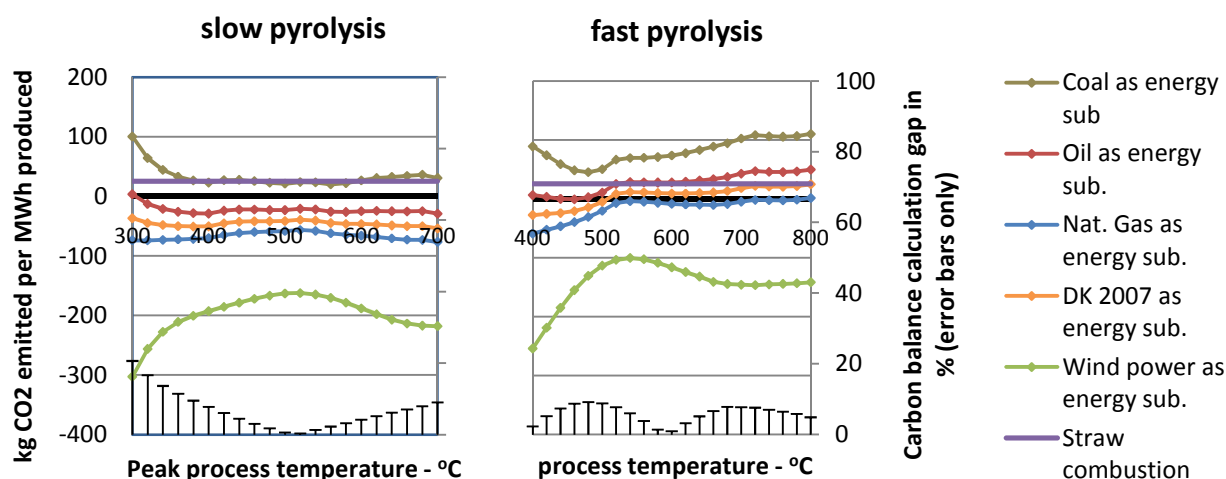 slow pyrolysis
fast pyrolysis
kg CO2 emitted per MWh produced
200
100
0
-100
-200
-300
-400
300
400
500
600
700
Peak process temperature - ºC
400
500
600
700
800
process temperature - ºC
100
80
60
40
20
0
Carbon balance calculation gap in
% (error bars only)
Coal as energy
sub
Oil as energy
sub.
Nat. Gas as
energy sub.
DK 2007 as
energy sub.
Wind power as
energy sub.
Straw
combustion